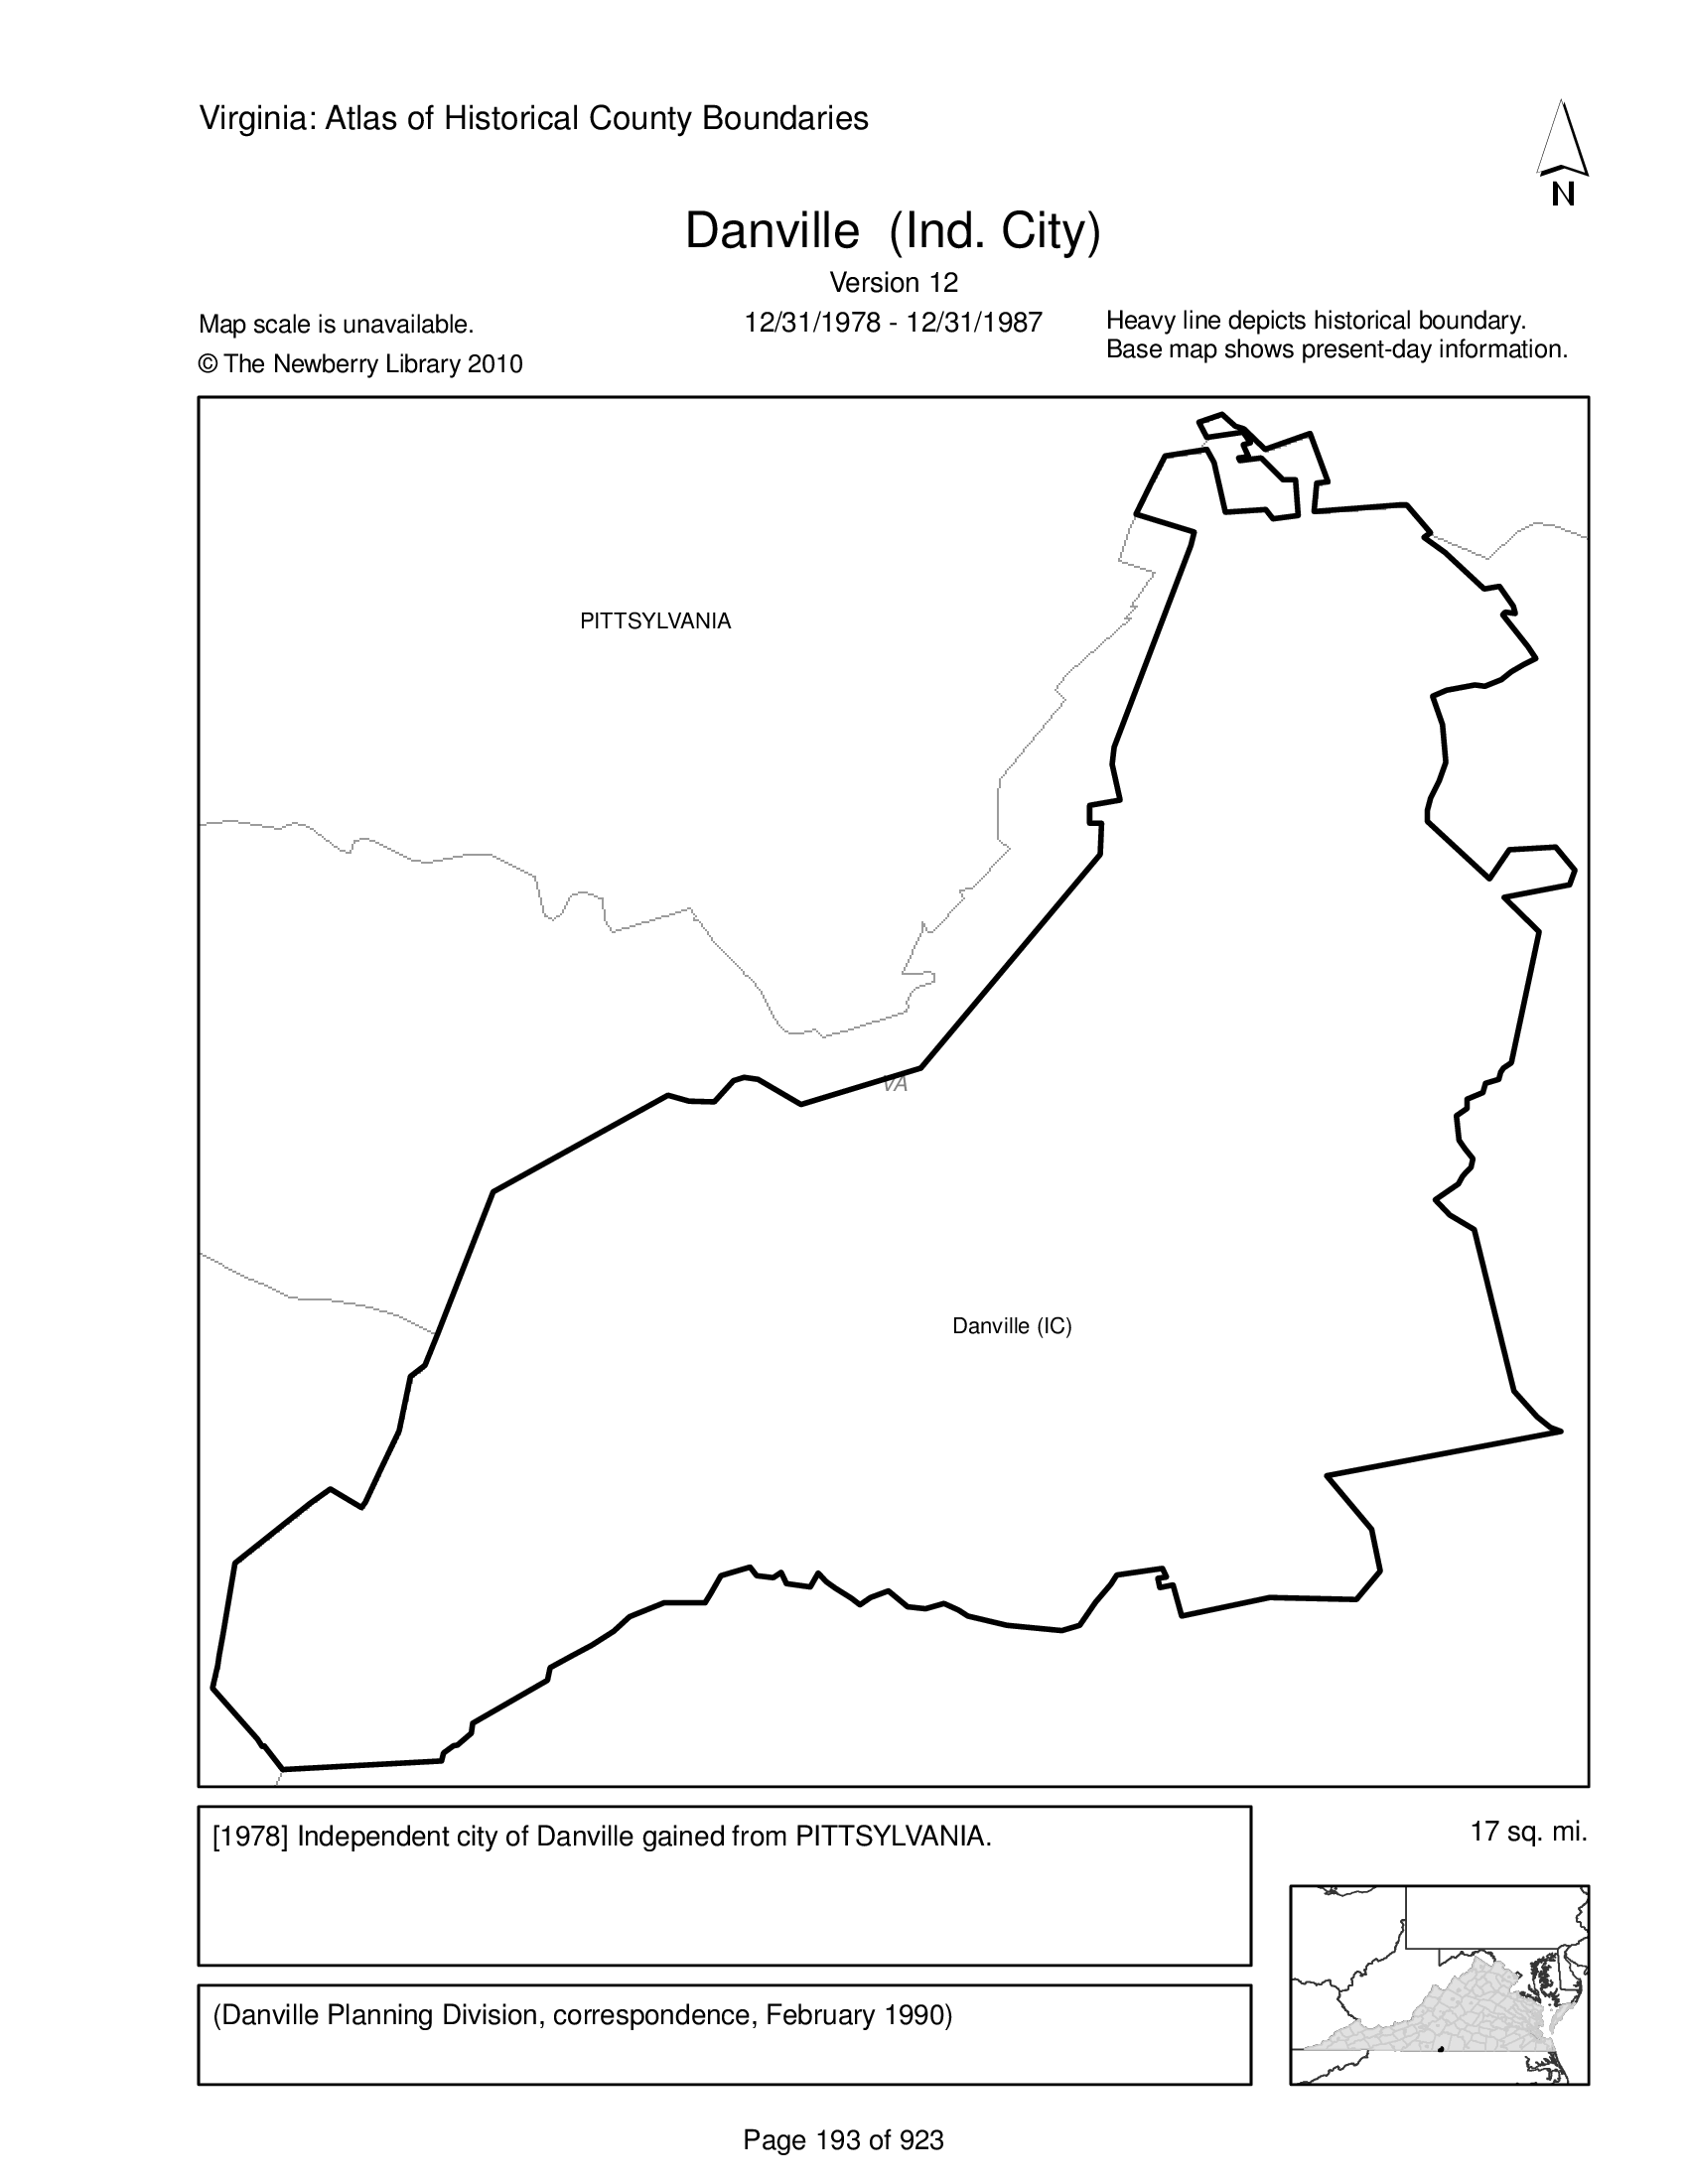 Virginia: Atlas of Historical County Boundaries
N
Danville (Ind. City)
Version 12
12/31/1978 - 12/31/1987
Map scale is unavailable.
© The Newberry Library 2010
Heavy line depicts historical boundary.
Base map shows present-day information.
PITTSYLVANIA
VA
Danville (IC)
[1978] Independent city of Danville gained from PITTSYLVANIA.
17 sq. mi.
(Danville Planning Division, correspondence, February 1990)
Page 193 of 923